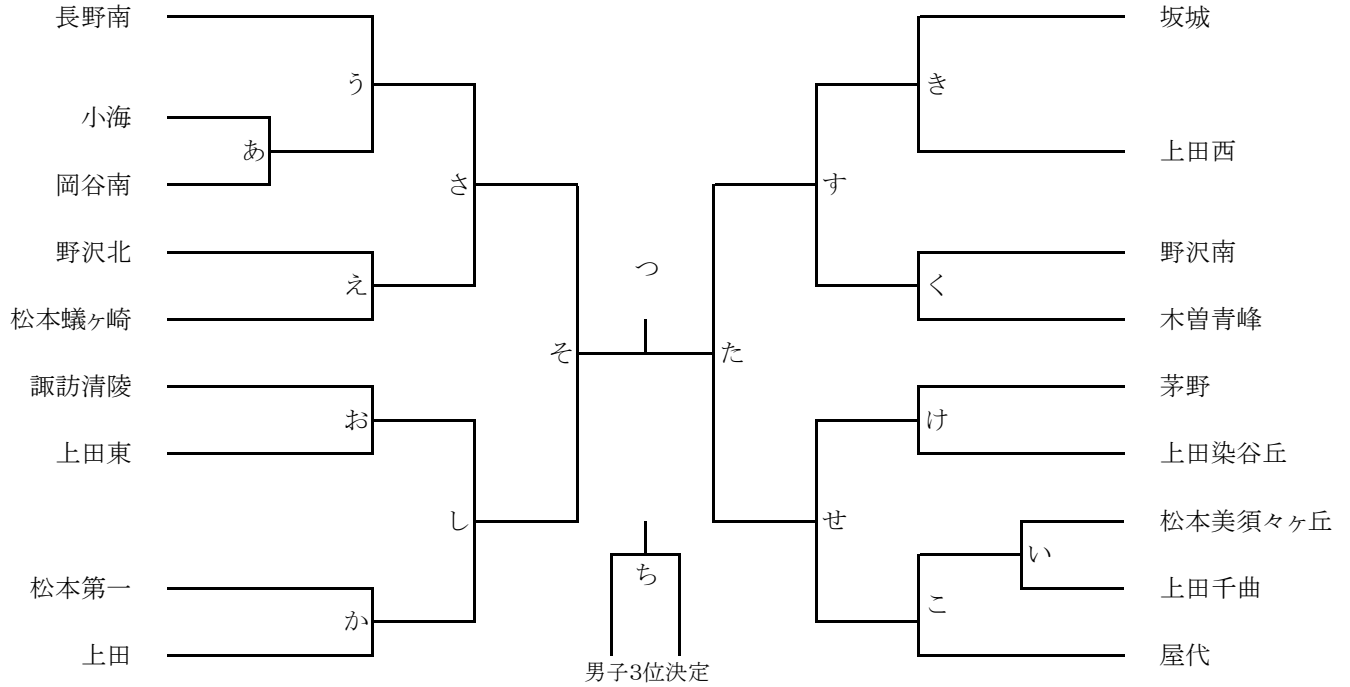 長野南
う
小海
あ
岡谷南
さ
野沢北
え
松本蟻ヶ崎
諏訪清陵
お
上田東
し
松本第一
か
上田
そ
つ
た
ち
男子3位決定
坂城
き
上田西
す
野沢南
く
木曽青峰
茅野
け
上田染谷丘
せ
松本美須々ヶ丘
い
上田千曲
こ
屋代